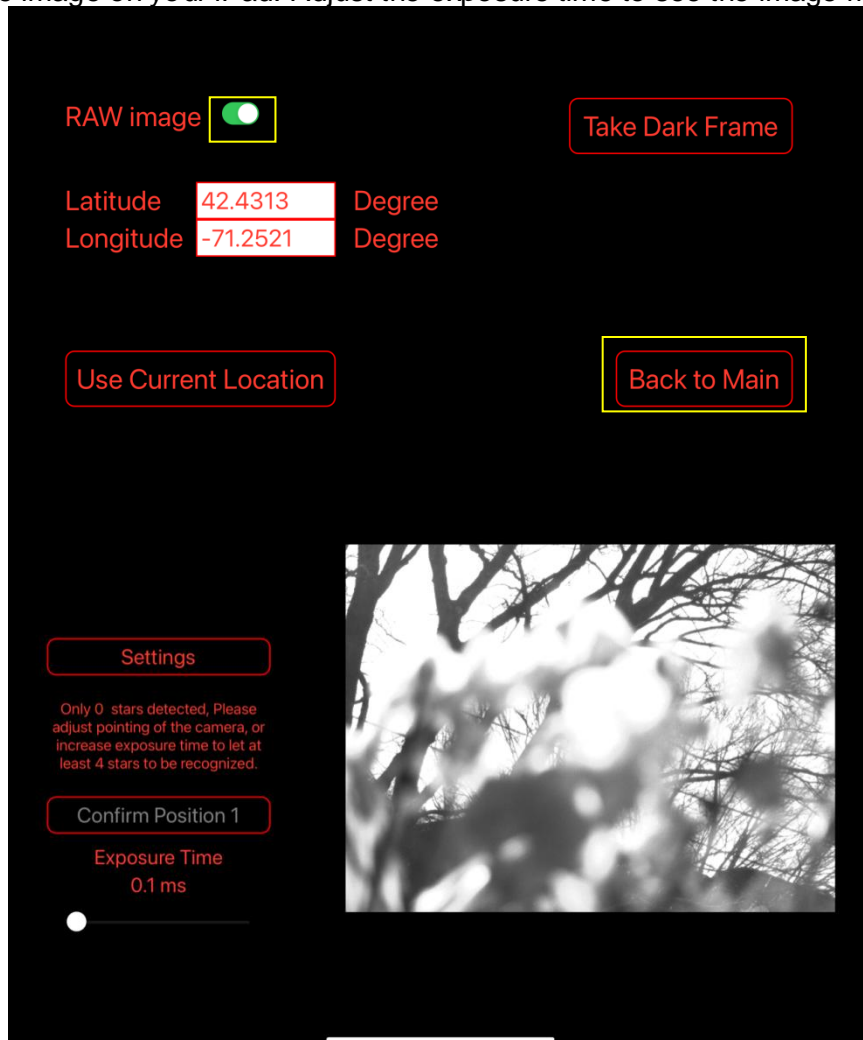 RAW image
Take Dark Frame
Latitude 42.4313 Degree
Longitude -71.2521 Degree
Use Current Location
Back to Main
Settings
Only 0 stars detected, Please
adjust pointing of the camera, or
increase exposure time to let at
least 4 stars to be recognized.
Confirm Position 1
Exposure Time
0.1 ms